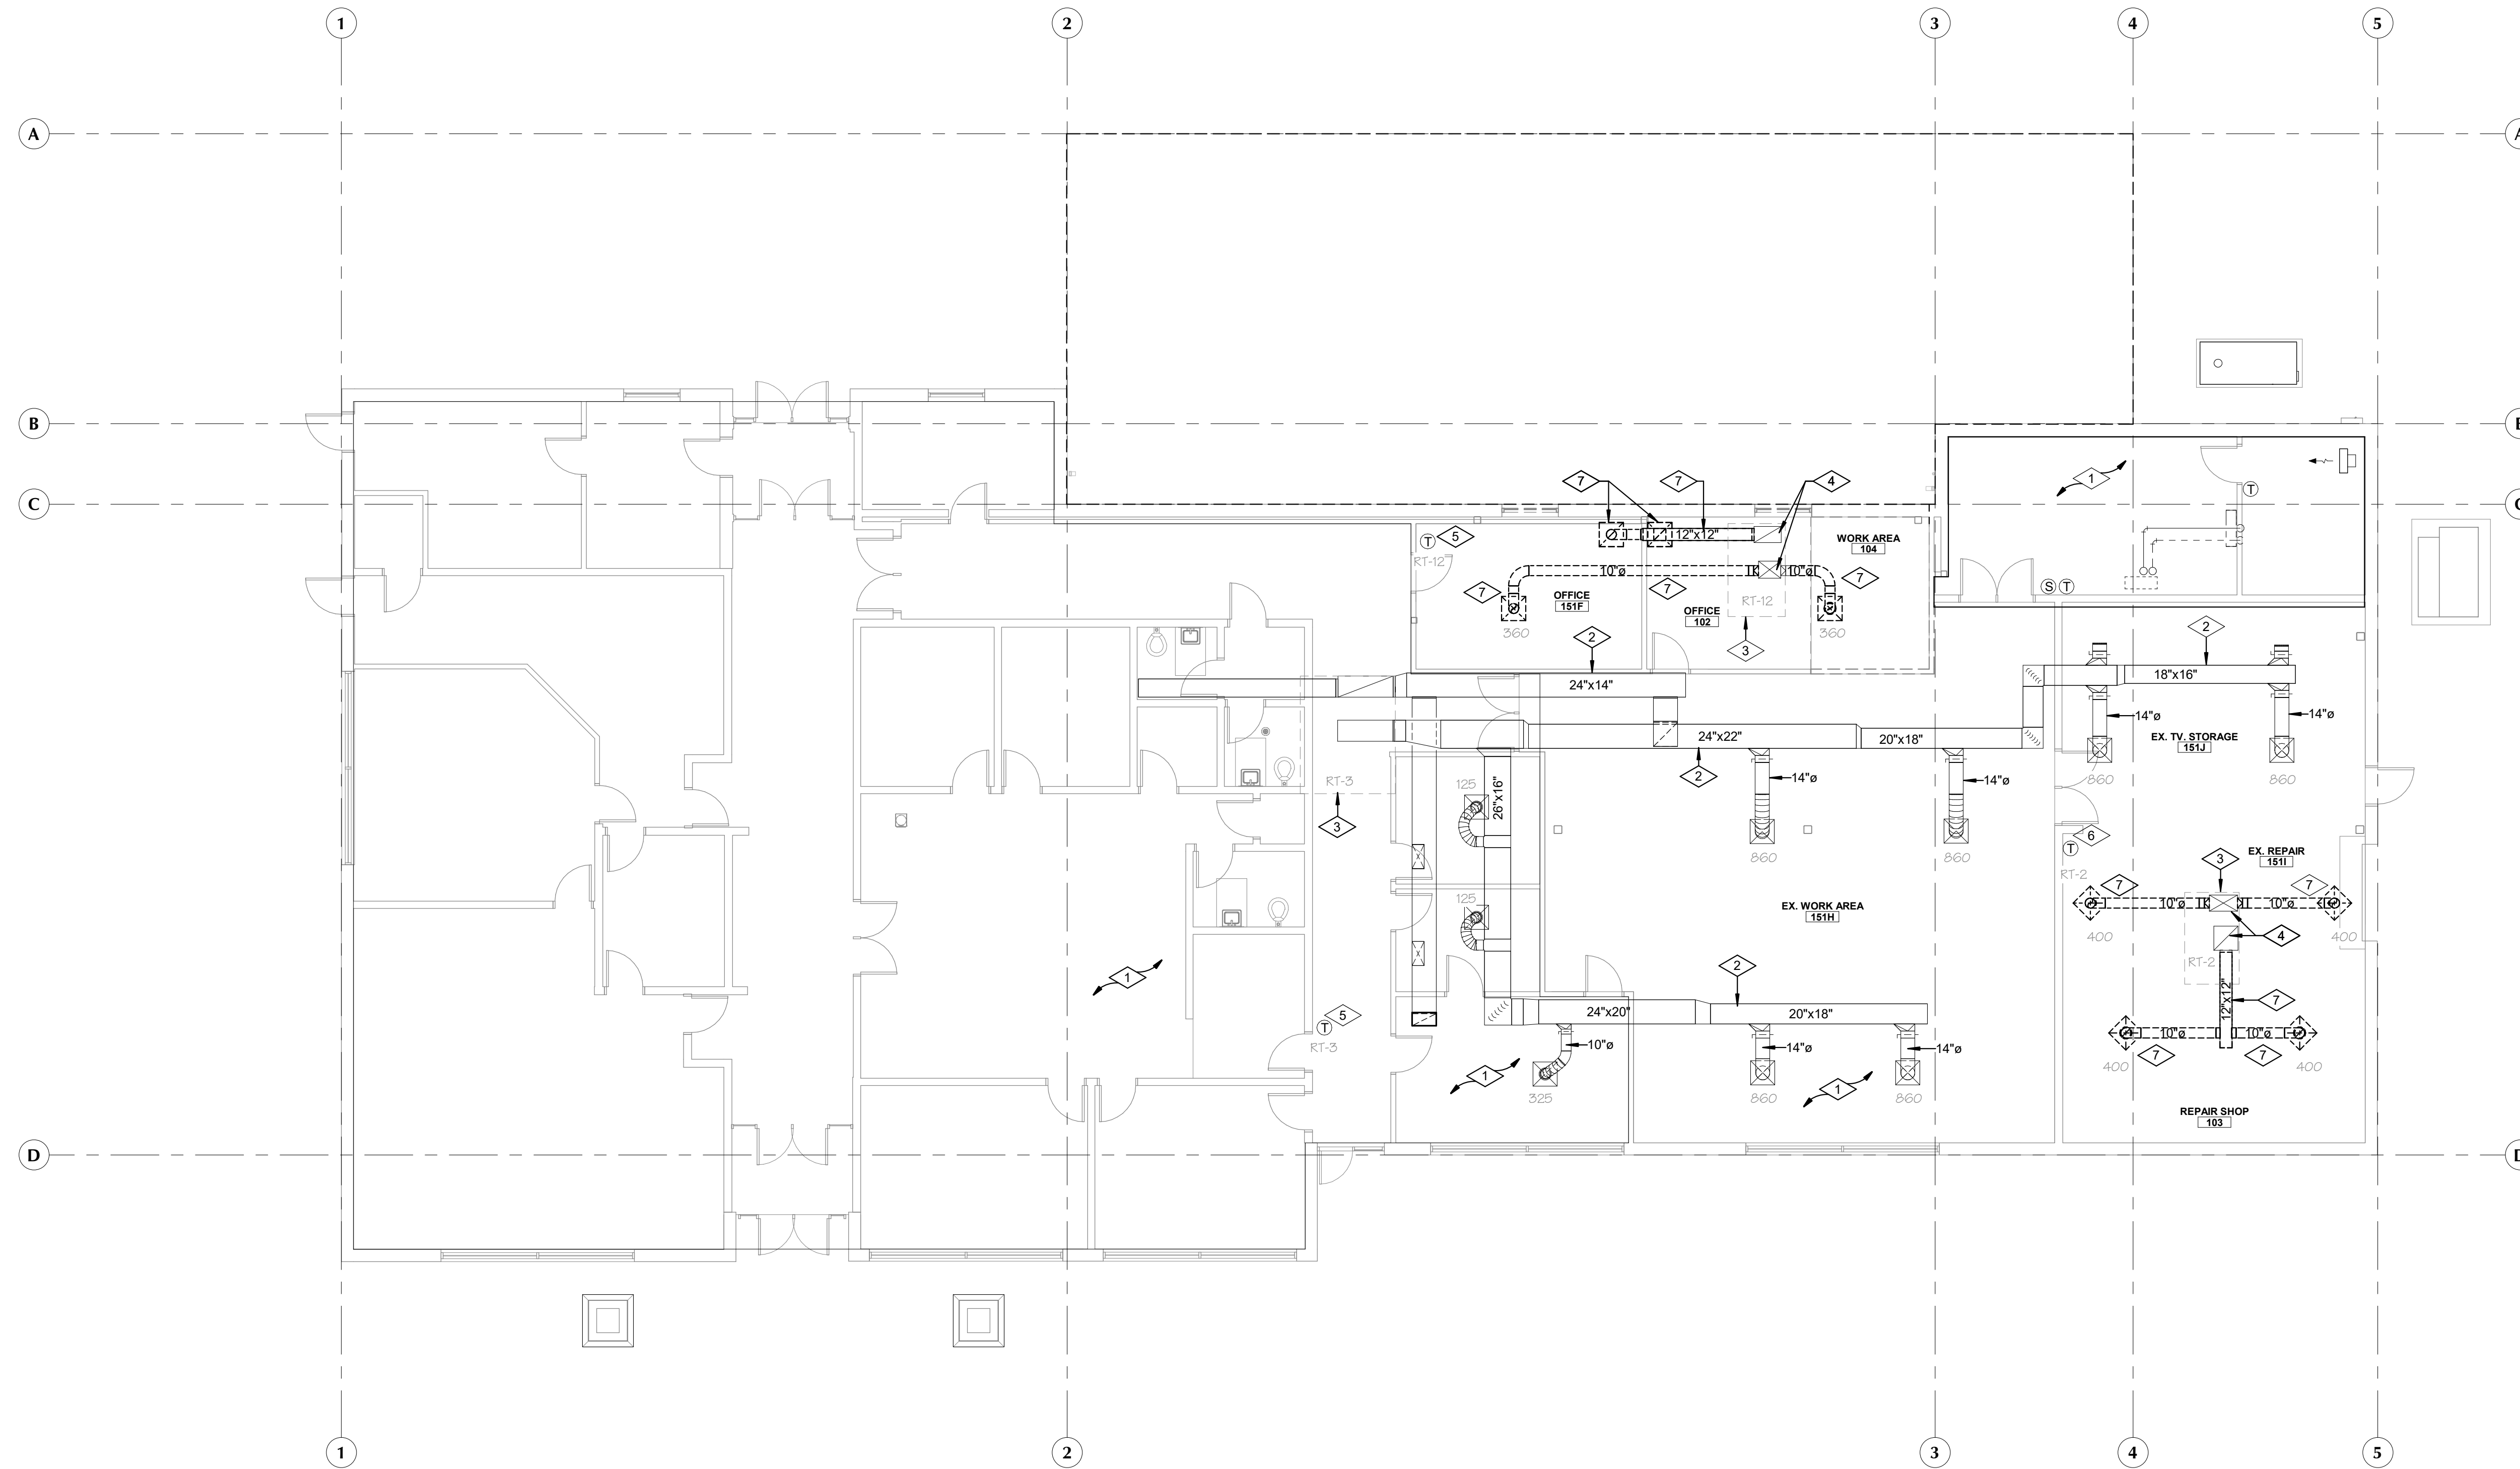 1 2 3 4 5
A A
B B
C C
7 7 4
1
T
T 5
12"x12"
WORK AREA
104
RT-12
10"ø 10"ø
7 7 7
S T
OFFICE
151F
RT-12
OFFICE
102
360 360
2
3
2
24"x14"
18"x16"
14"ø 14"ø
24"x22" 20"x18"
EX. TV. STORAGE
151J
2
RT-3
125
14"ø 14"ø
860 860
26"x16"
3
6
T
860 860
EX. REPAIR
151I
3
RT-2
7 7
125
10"ø 10"ø
EX. WORK AREA
151H
400 400
4
RT-2
1
2
12"x12"
7
5
T
RT-3
24"x20" 20"x18"
10"ø 10"ø
10"ø 14"ø 14"ø
7 7
400 400
1
1
325 860 860
REPAIR SHOP
103
D D
1 2 3 4 5